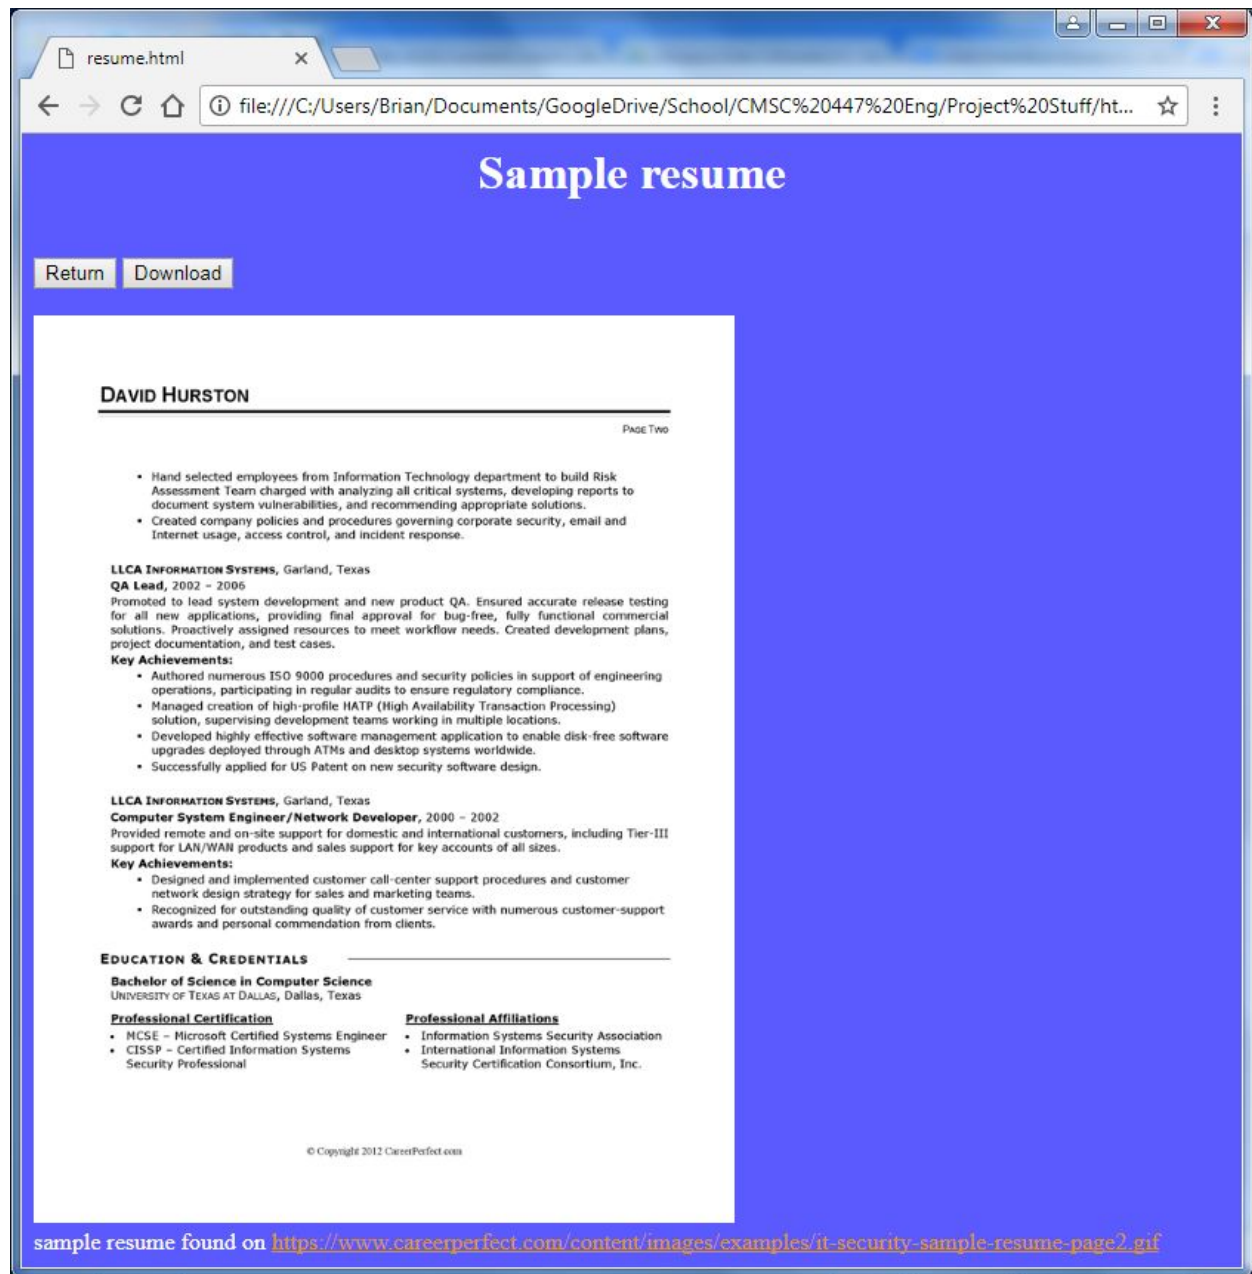 resume.html
file:///C:/Users/Brian/Documents/GoogleDrive/School/CMSC%20447%20Eng/Project%20Stuff/ht...
Sample resume
Return Download
DAVID HURSTON
PAGE TWO
• Hand selected employees from Information Technology department to build Risk
Assessment Team charged with analyzing all critical systems, developing reports to
document system vulnerabilities, and recommending appropriate solutions.
• Created company policies and procedures governing corporate security, email and
Internet usage, access control, and incident response.
LLCA INFORMATION SYSTEMS, Garland, Texas
QA Lead, 2002 – 2006
Promoted to lead system development and new product QA. Ensured accurate release testing
for all new applications, providing final approval for bug-free, fully functional commercial
solutions. Proactively assigned resources to meet workflow needs. Created development plans,
project documentation, and test cases.
Key Achievements:
• Authored numerous ISO 9000 procedures and security policies in support of engineering
operations, participating in regular audits to ensure regulatory compliance.
• Managed creation of high-profile HATP (High Availability Transaction Processing)
solution, supervising development teams working in multiple locations.
• Developed highly effective software management application to enable disk-free software
upgrades deployed through ATMs and desktop systems worldwide.
• Successfully applied for US Patent on new security software design.
LLCA INFORMATION SYSTEMS, Garland, Texas
Computer System Engineer/Network Developer, 2000 – 2002
Provided remote and on-site support for domestic and international customers, including Tier-III
support for LAN/WAN products and sales support for key accounts of all sizes.
Key Achievements:
• Designed and implemented customer call-center support procedures and customer
network design strategy for sales and marketing teams.
• Recognized for outstanding quality of customer service with numerous customer-support
awards and personal commendation from clients.
EDUCATION & CREDENTIALS
Bachelor of Science in Computer Science
UNIVERSITY OF TEXAS AT DALLAS, Dallas, Texas
Professional Certification
• MCSE – Microsoft Certified Systems Engineer
• CISSP – Certified Information Systems
Security Professional
Professional Affiliations
• Information Systems Security Association
• International Information Systems
Security Certification Consortium, Inc.
© Copyright 2012 CareerPerfect.com
sample resume found on https://www.careerperfect.com/content/images/examples/it-security-sample-resume-page2.gif